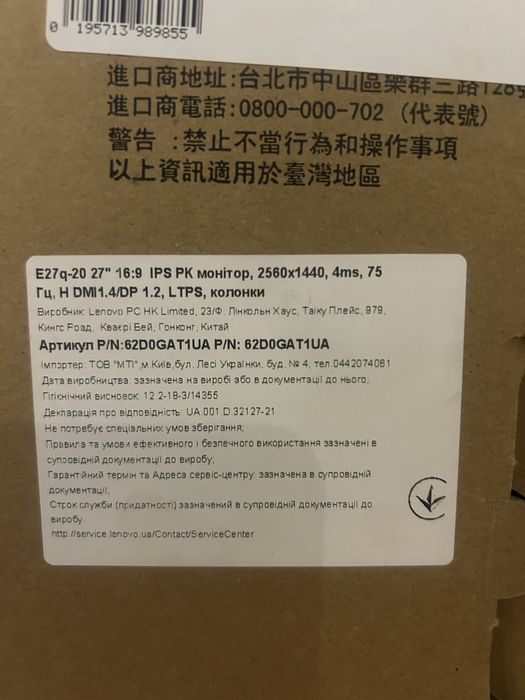 0 195713 989855
進口商地址:台北市中山區樂群三路128號
進口商電話:0800-000-702 (代表號)
警告 :禁止不當行為和操作事項
以上資訊適用於臺灣地區
E27q-20 27" 16:9 IPS РК монітор, 2560x1440, 4ms, 75
Гц, H DMI1.4/DP 1.2, LTPS, колонки
Виробник: Lenovo PC HK Limited, 23/Ф. Лінкольн Хаус, Таіку Плейс, 979,
Кингс Роад, Кваєрі Бей, Гонконг, Китай
Артикул P/N:62D0GAT1UA P/N: 62D0GAT1UA
Імпортер: ТОВ "МТІ",м.Київ,бул. Лесі Українки, буд. № 4, тел.0442074061
Дата виробництва: зазначена на виробі або в документації до нього;
Гігієнічний висновок: 12.2-18-3/14355
Декларація про відповідність: UA.001.D.32127-21
Не потребує спеціальних умов зберігання;
Правила та умови ефективного і безпечного використання зазначені в
супровідній документації до виробу;
Гарантійний термін та Адреса сервіс-центру: зазначена в супровідній
документації;
Строк служби (придатності) зазначений в супровідній документації до
виробу
http://service.lenovo.ua/Contact/ServiceCenter